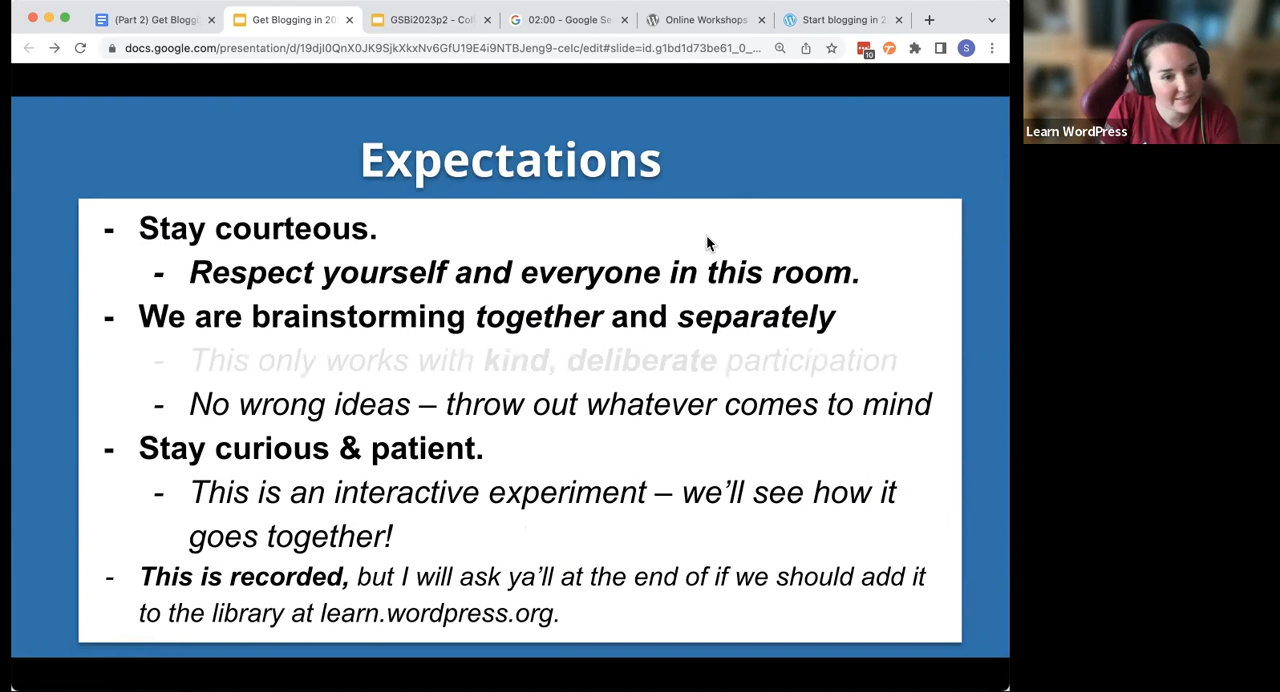 (Part 2) Get Bloggi
Get Blogging in 20
GSBi2023p2 - Col
02:00 - Google Se
Online Workshops
Start blogging in 2
docs.google.com/presentation/d/19djI0QnX0JK9SjkXkxNv6GfU19E4i9NTBJeng9-celc/edit#slide=id.g1bd1d73be61_0_...
10
S
Learn WordPress
Expectations
- Stay courteous.
- Respect yourself and everyone in this room.
- We are brainstorming together and separately
- This only works with kind, deliberate participation
- No wrong ideas – throw out whatever comes to mind
- Stay curious & patient.
- This is an interactive experiment – we’ll see how it
goes together!
- This is recorded, but I will ask ya’ll at the end of if we should add it
to the library at learn.wordpress.org.